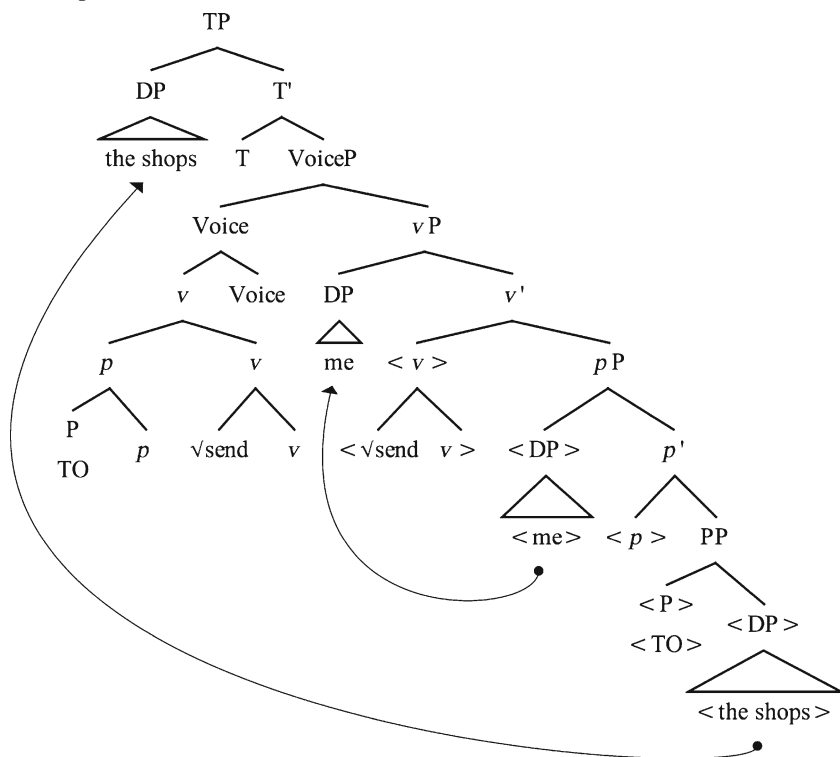 TP
DP T'
the shops T VoiceP
Voice vP
v Voice DP v'
p v me < v > pP
P p √send v < √send v > < DP > p'
TO
< me > < p > PP
< P > < DP >
< TO >
< the shops >